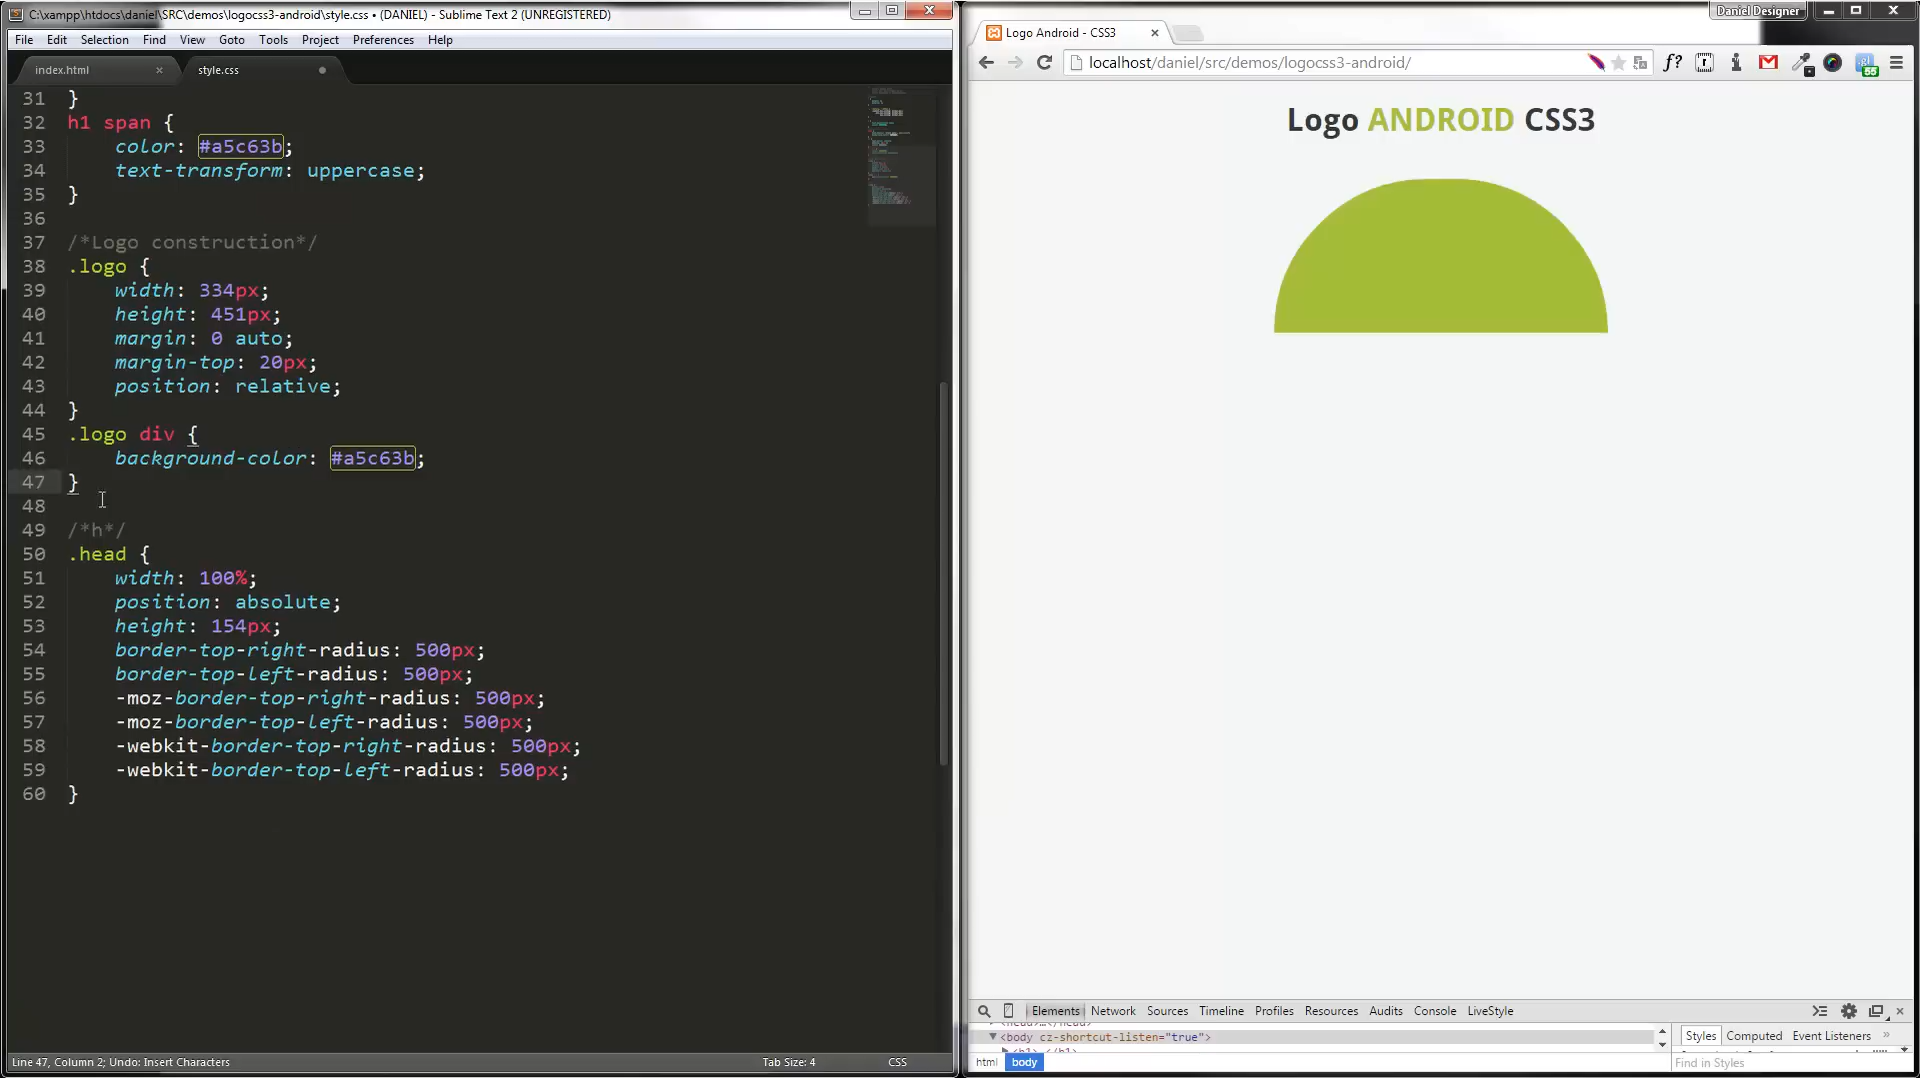 C:\xampp\htdocs\daniel\SRC\demos\logocss3-android\style.css • (DANIEL) - Sublime Text 2 (UNREGISTERED)
File Edit Selection Find View Goto Tools Project Preferences Help
index.html × style.css
31 }
32 h1 span {
33 color: #a5c63b;
34 text-transform: uppercase;
35 }
36
37 /*Logo construction*/
38 .logo {
39 width: 334px;
40 height: 451px;
41 margin: 0 auto;
42 margin-top: 20px;
43 position: relative;
44 }
45 .logo div {
46 background-color: #a5c63b;
47 }
48
49 /*h*/
50 .head {
51 width: 100%;
52 position: absolute;
53 height: 154px;
54 border-top-right-radius: 500px;
55 border-top-left-radius: 500px;
56 -moz-border-top-right-radius: 500px;
57 -moz-border-top-left-radius: 500px;
58 -webkit-border-top-right-radius: 500px;
59 -webkit-border-top-left-radius: 500px;
60 }
Line 47, Column 2; Undo: Insert Characters Tab Size: 4 CSS
Daniel Designer
Logo Android - CSS3 ×
localhost/daniel/src/demos/logocss3-android/
f? 55
Logo ANDROID CSS3
Elements Network Sources Timeline Profiles Resources Audits Console LiveStyle
<body cz-shortcut-listen="true">
html body
Styles Computed Event Listeners »
Find in Styles